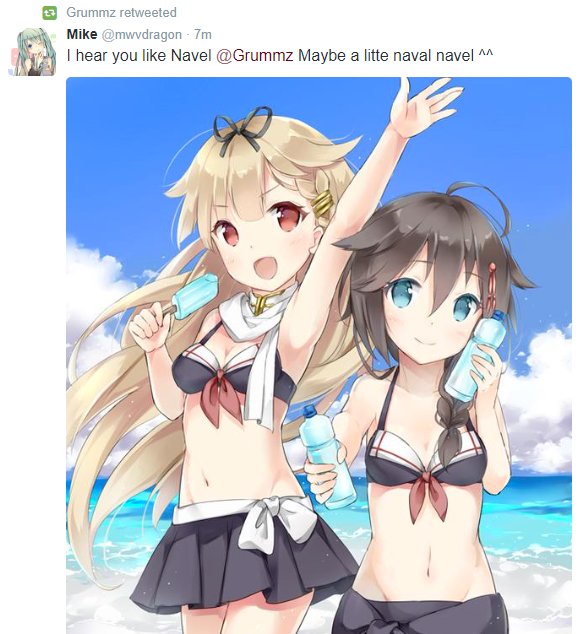 Grummz retweeted
Mike @mwvdragon · 7m
I hear you like Navel @Grummz Maybe a litte naval navel ^^